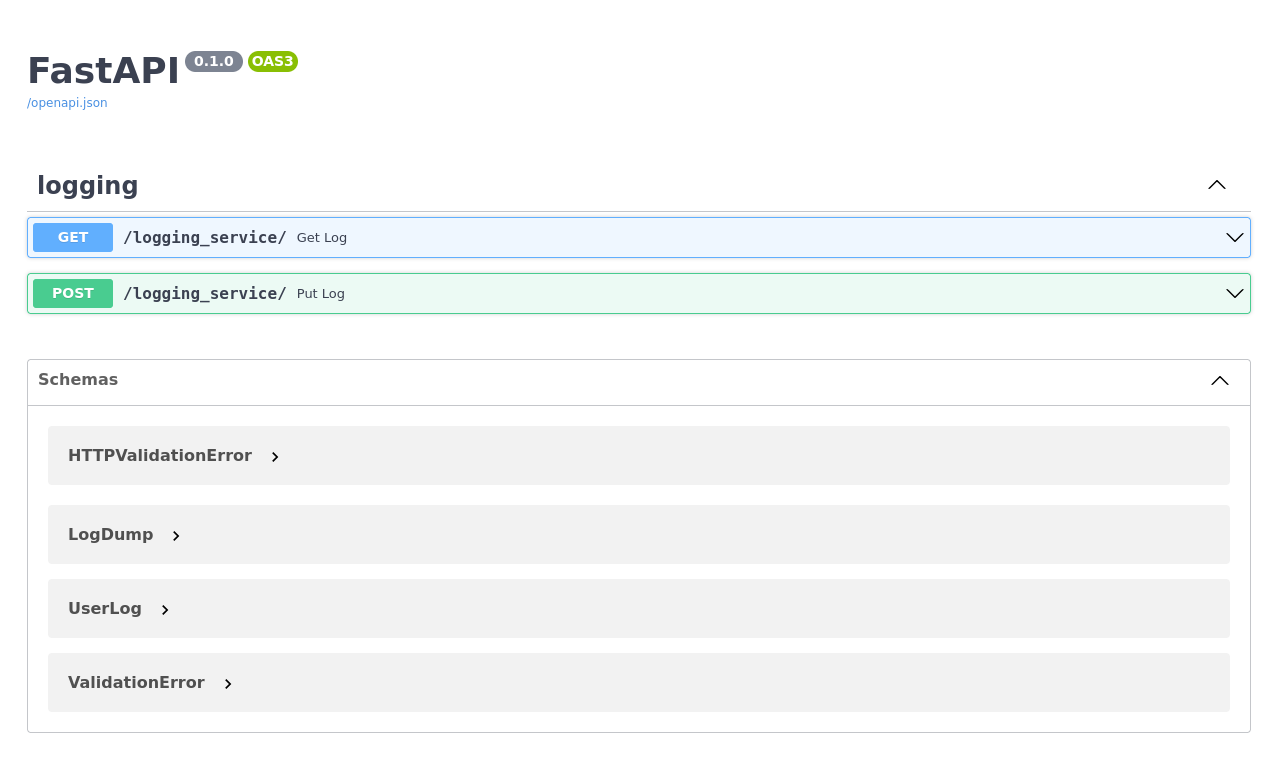 FastAPI 0.1.0 OAS3
/openapi.json
logging
GET /logging_service/ Get Log
POST /logging_service/ Put Log
Schemas
HTTPValidationError
LogDump
UserLog
ValidationError